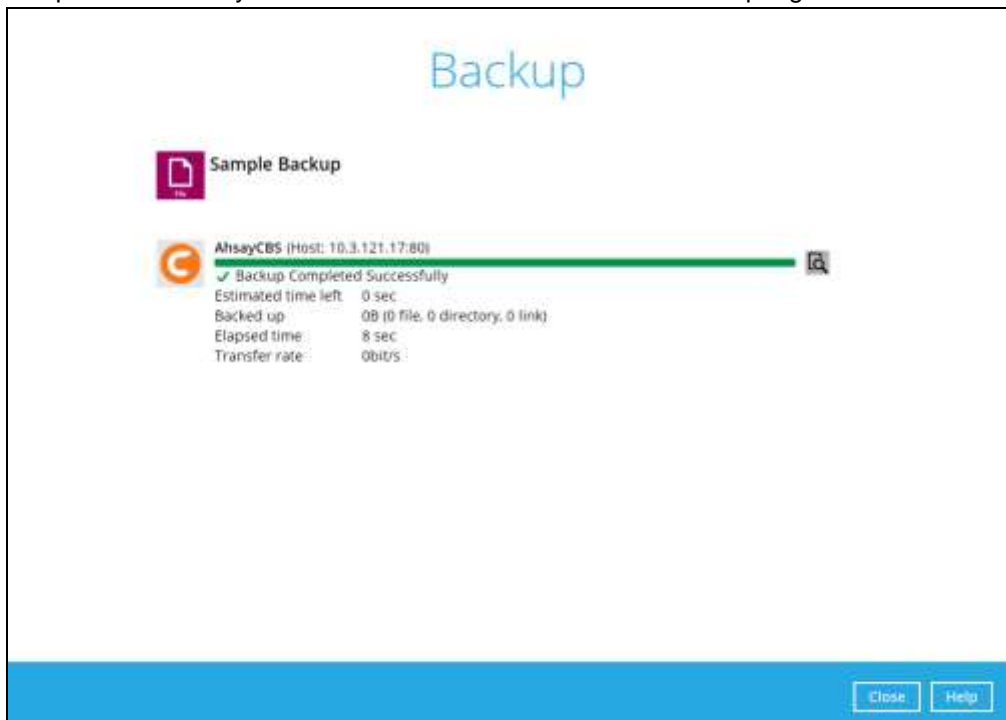 Backup
Sample Backup
File
AhsayCBS (Host: 10.3.121.17:80)
Backup Completed Successfully
Estimated time left 0 sec
Backed up 0B (0 file, 0 directory, 0 link)
Elapsed time 8 sec
Transfer rate 0bit/s
Close Help